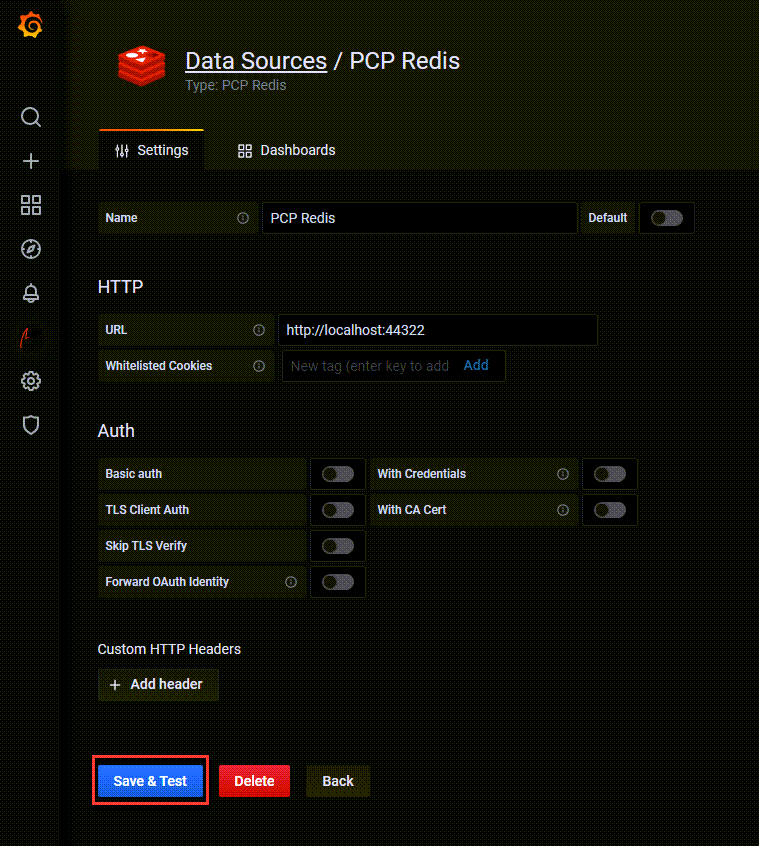 Data Sources / PCP Redis
Type: PCP Redis
Settings Dashboards
Name PCP Redis Default
HTTP
URL http://localhost:44322
Whitelisted Cookies New tag (enter key to add Add
Auth
Basic auth With Credentials
TLS Client Auth With CA Cert
Skip TLS Verify
Forward OAuth Identity
Custom HTTP Headers
+ Add header
Save & Test Delete Back